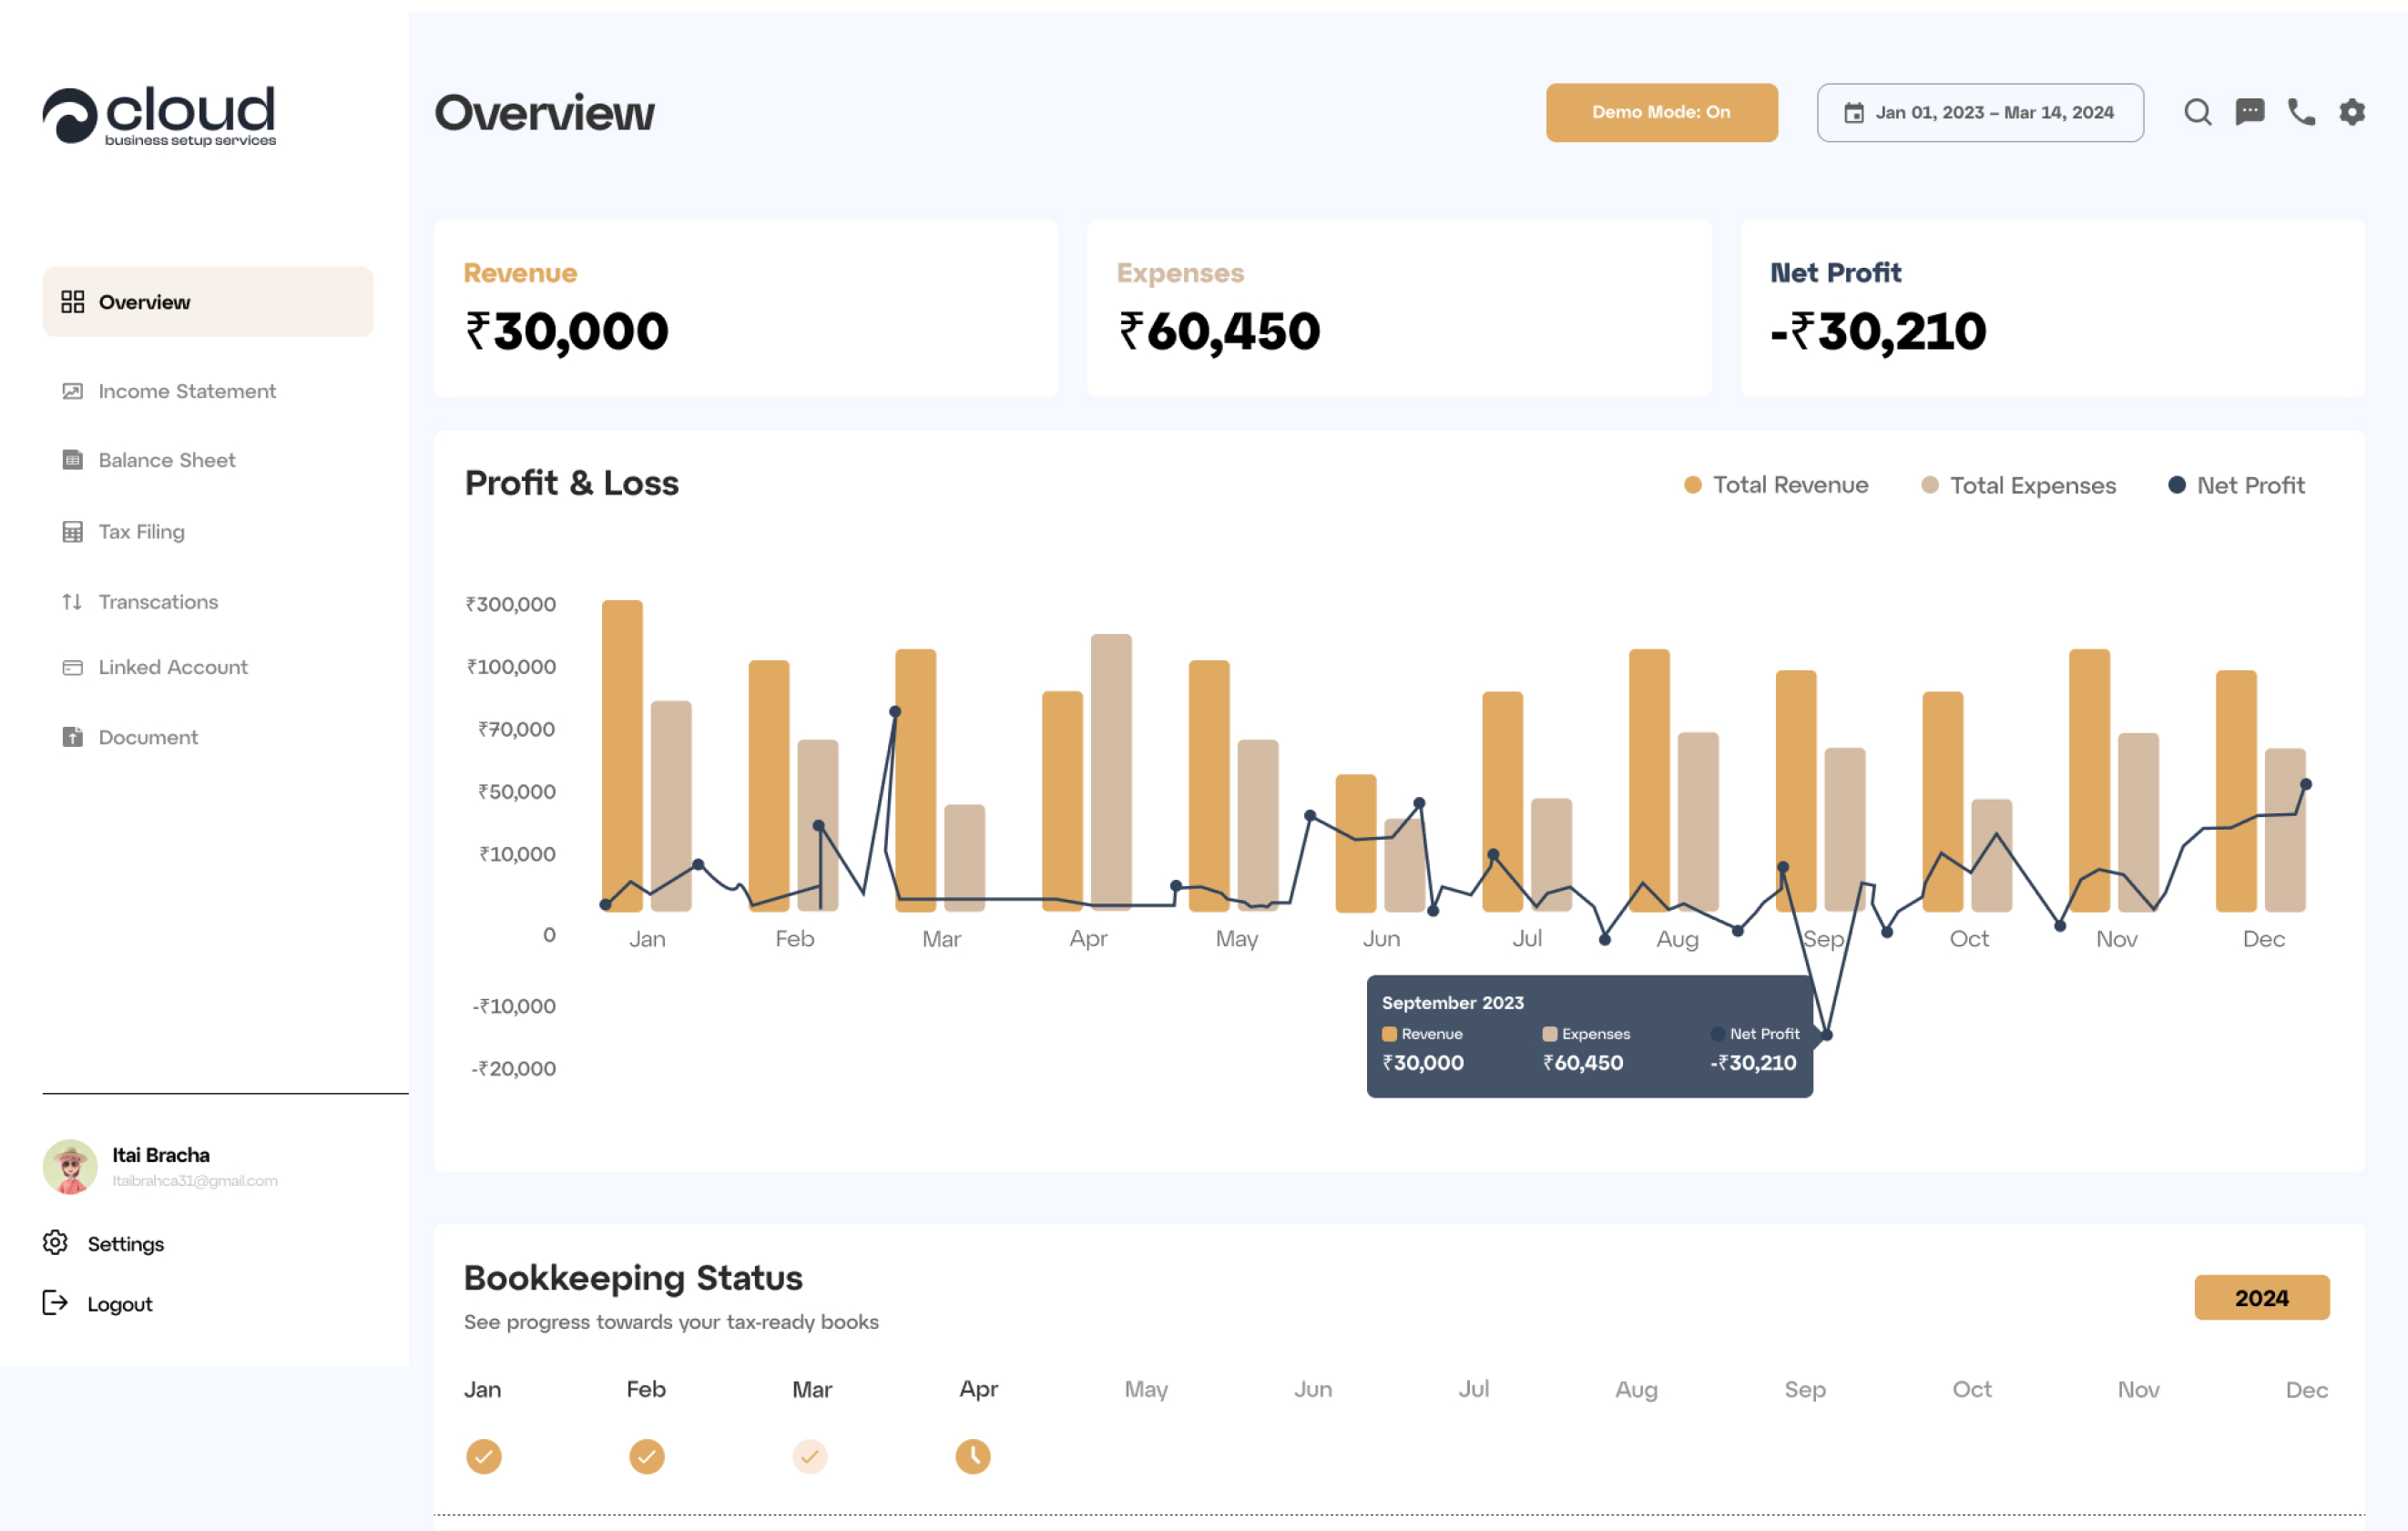 cloud
business setup services
Overview
Demo Mode: On
Jan 01, 2023 – Mar 14, 2024
Overview
Income Statement
Balance Sheet
Tax Filing
Transcations
Linked Account
Document
Itai Bracha
Itaibrahca31@gmail.com
Settings
Logout
Revenue
₹30,000
Expenses
₹60,450
Net Profit
-₹30,210
Profit & Loss
Total Revenue
Total Expenses
Net Profit
₹300,000
₹100,000
₹70,000
₹50,000
₹10,000
0
-₹10,000
-₹20,000
Jan Feb Mar Apr May Jun Jul Aug Sep Oct Nov Dec
September 2023
Revenue Expenses Net Profit
₹30,000 ₹60,450 -₹30,210
Bookkeeping Status
See progress towards your tax-ready books
2024
Jan Feb Mar Apr May Jun Jul Aug Sep Oct Nov Dec